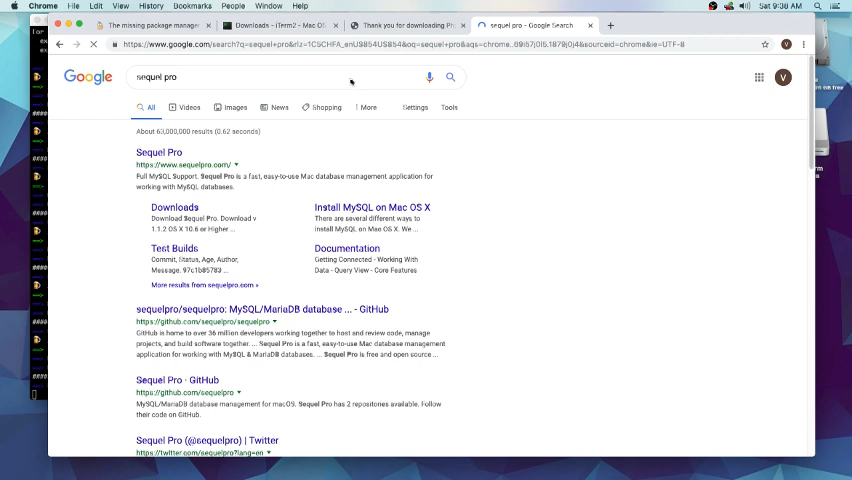 Chrome File Edit View History Bookmarks People Window Help
Sat 9:38 AM
The missing package manager
Downloads - iTerm2 - Mac OS
Thank you for downloading Ph
sequel pro - Google Search
Google
sequel pro
V
All Videos Images News Shopping More Settings Tools
Sequel Pro
https://www.sequelpro.com/
Full MySQL Support. Sequel Pro is a fast, easy-to-use Mac database management application for
working with MySQL databases.
Downloads
Download Sequel Pro. Download v
1.1.2 OS X 10.6 or Higher ...
Install MySQL on Mac OS X
There are several different ways to
install MySQL on Mac OS X. We ...
Test Builds
Commit, Status, Age, Author,
Message. 97c1b85783 ...
Documentation
Getting Connected - Working With
Data - Query View - Core Features
More results from sequelpro.com »
sequelpro/sequelpro: MySQL/MariaDB database ... - GitHub
https://github.com/sequelpro/sequelpro
GitHub is home to over 36 million developers working together to host and review code, manage
projects, and build software together. ... Sequel Pro is a fast, easy-to-use Mac database management
application for working with MySQL & MariaDB databases. ... Sequel Pro is free and open source ...
Sequel Pro · GitHub
https://github.com/sequelpro
MySQL/MariaDB database management for macOS. Sequel Pro has 2 repositories available. Follow
their code on GitHub.
Sequel Pro (@sequelpro) | Twitter
https://twitter.com/sequelpro?lang=en